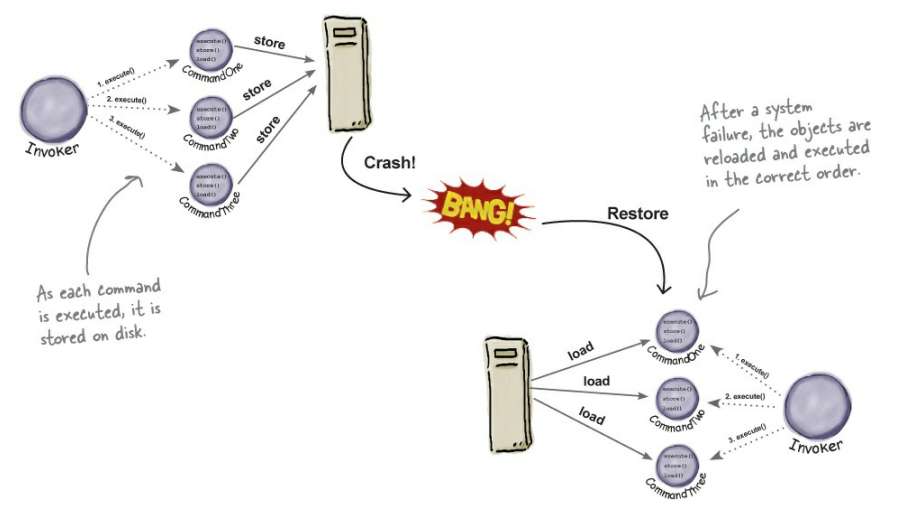 execute()
store()
load()
CommandOne
store
1. execute()
2. execute()
3. execute()
Invoker
execute()
store()
load()
CommandTwo
store
execute()
store()
load()
CommandThree
store
As each command
is executed, it is
stored on disk.
Crash!
BANG!
Restore
After a system
failure, the objects are
reloaded and executed
in the correct order.
load
load
load
execute()
store()
load()
CommandOne
execute()
store()
load()
CommandTwo
execute()
store()
load()
CommandThree
1. execute()
2. execute()
3. execute()
Invoker